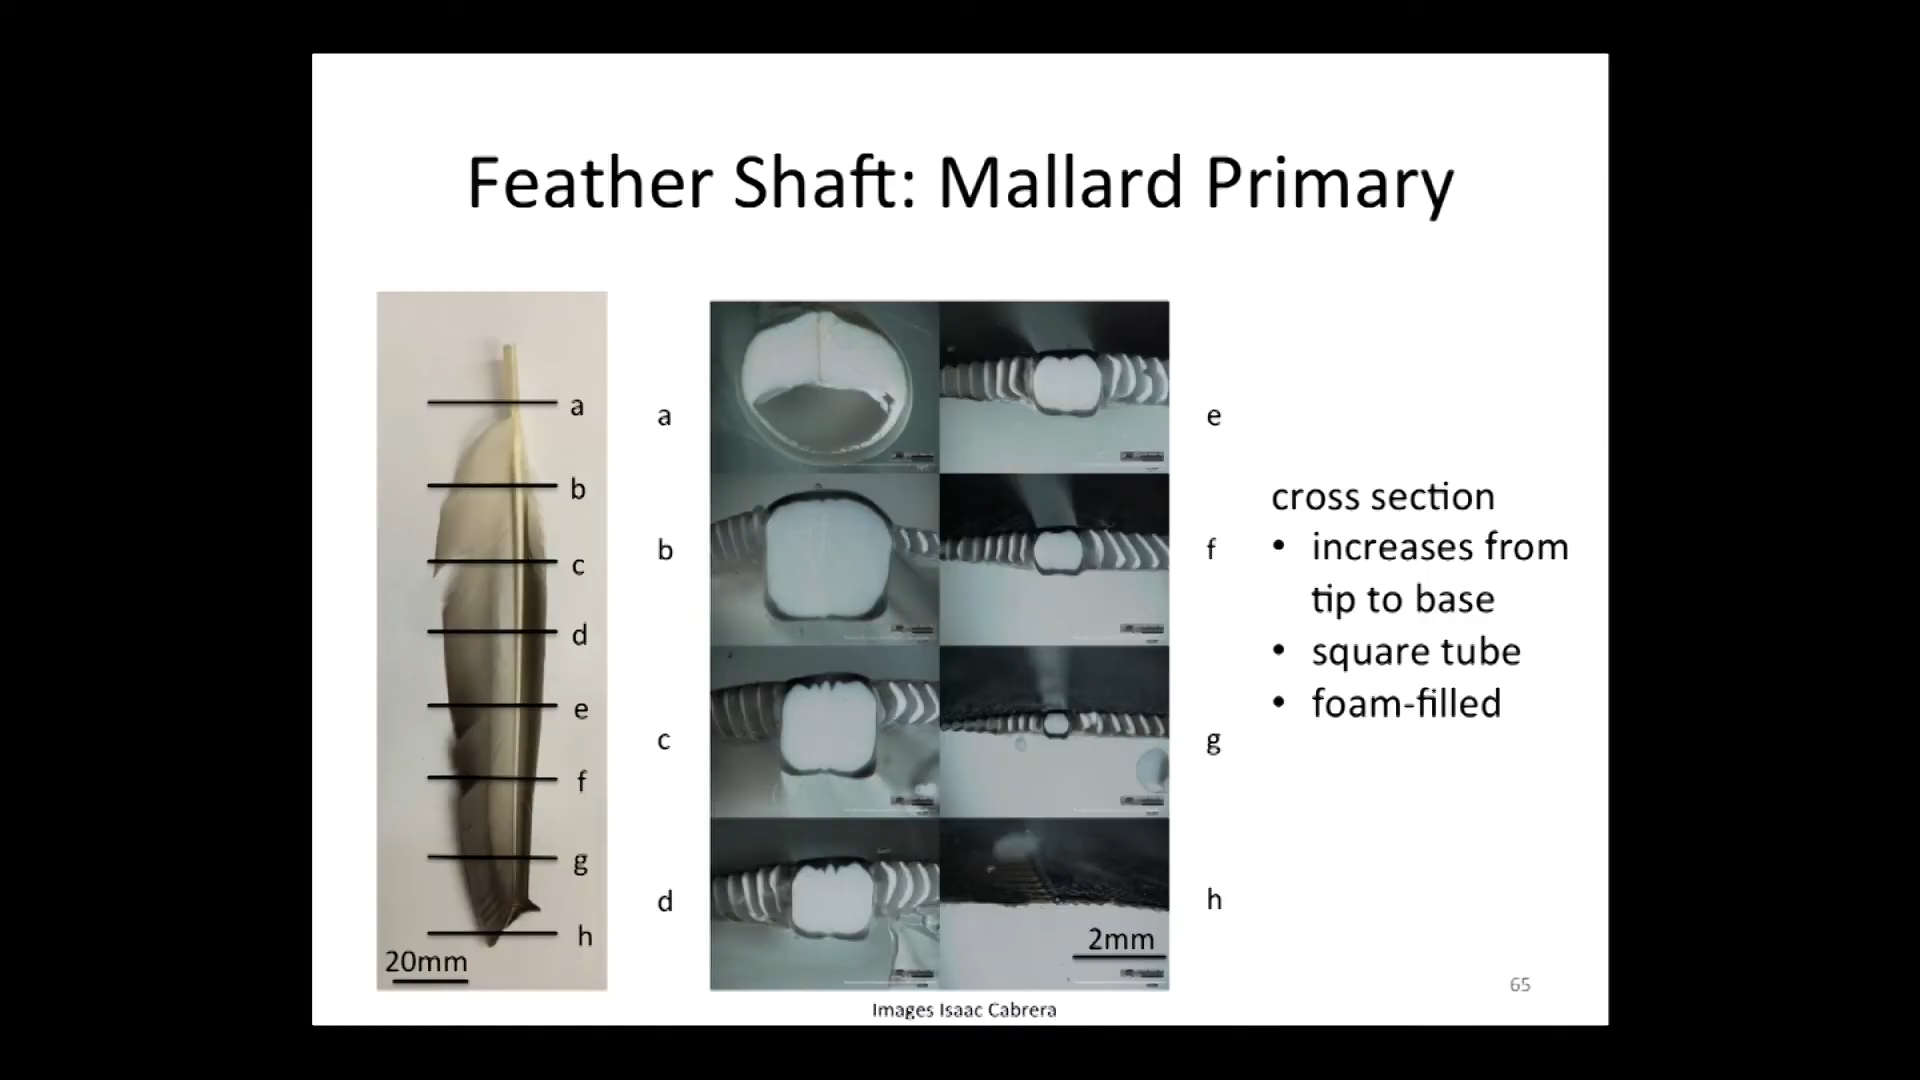 Feather Shaft: Mallard Primary
a
b
c
d
e
f
g
h
20mm
a
b
c
d
e
f
g
h
2mm
cross section
• increases from
tip to base
• square tube
• foam-filled
Images Isaac Cabrera
65